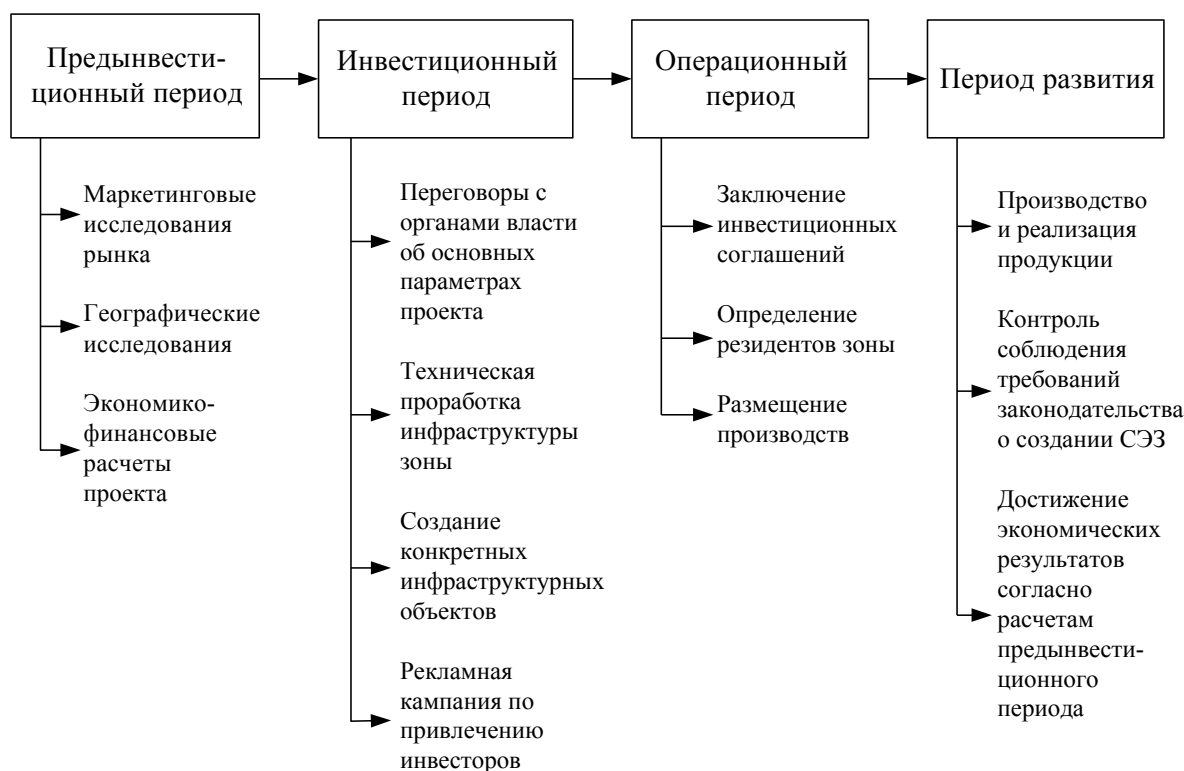 Предынвести-
ционный период
Инвестиционный
период
Операционный
период
Период развития
Маркетинговые
исследования
рынка
Географические
исследования
Экономико-
финансовые
расчеты
проекта
Переговоры с
органами власти
об основных
параметрах
проекта
Техническая
проработка
инфраструктуры
зоны
Создание
конкретных
инфраструктурных
объектов
Рекламная
кампания по
привлечению
инвесторов
Заключение
инвестиционных
соглашений
Определение
резидентов зоны
Размещение
производств
Производство
и реализация
продукции
Контроль
соблюдения
требований
законодательства
о создании СЭЗ
Достижение
экономических
результатов
согласно
расчетам
предынвести-
ционного
периода